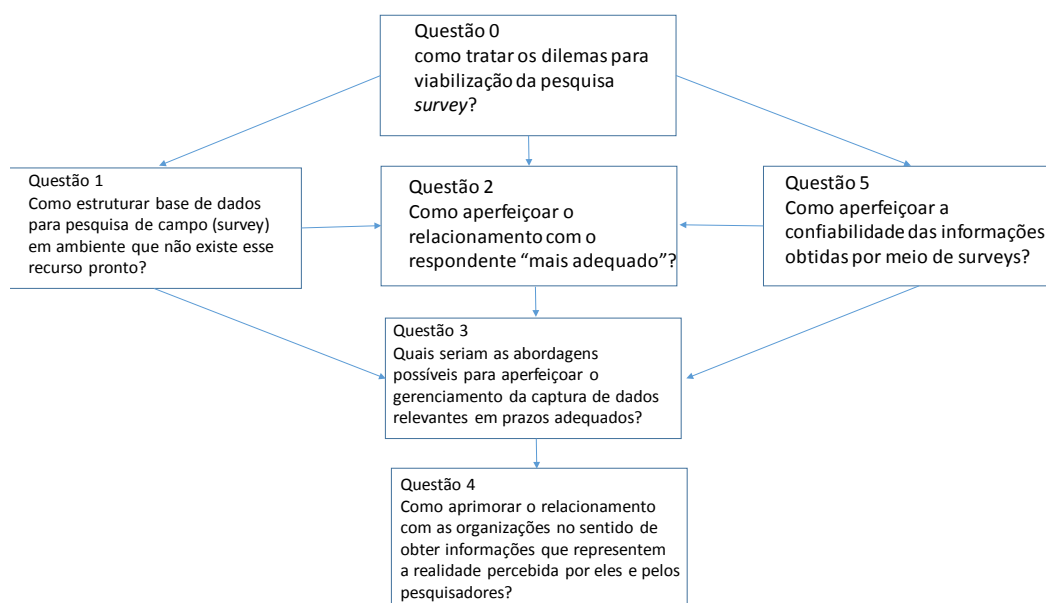 Questão 0
como tratar os dilemas para
viabilização da pesquisa
survey?
Questão 1
Como estruturar base de dados
para pesquisa de campo (survey)
em ambiente que não existe esse
recurso pronto?
Questão 2
Como aperfeiçoar o
relacionamento com o
respondente “mais adequado”?
Questão 5
Como aperfeiçoar a
confiabilidade das informações
obtidas por meio de surveys?
Questão 3
Quais seriam as abordagens
possíveis para aperfeiçoar o
gerenciamento da captura de dados
relevantes em prazos adequados?
Questão 4
Como aprimorar o relacionamento
com as organizações no sentido de
obter informações que representem
a realidade percebida por eles e pelos
pesquisadores?